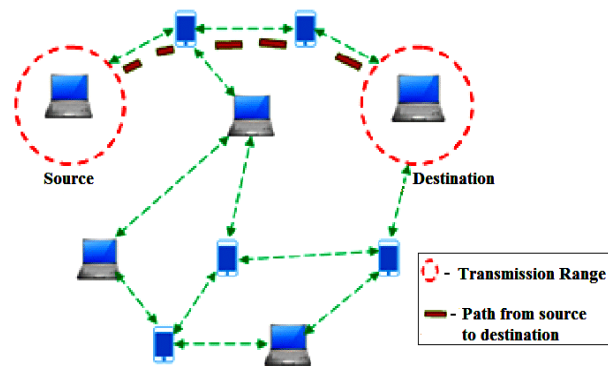 Source
Destination
- Transmission Range
- Path from source
to destination